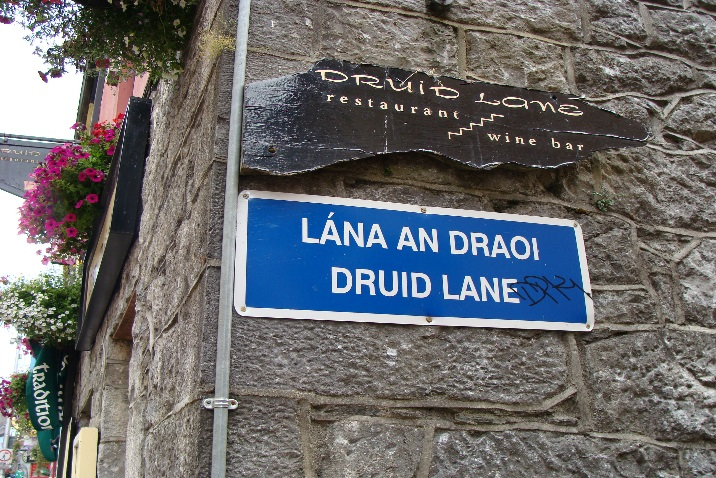 DRUID LANE
restaurant
wine bar
LÁNA AN DRAOI
DRUID LANE